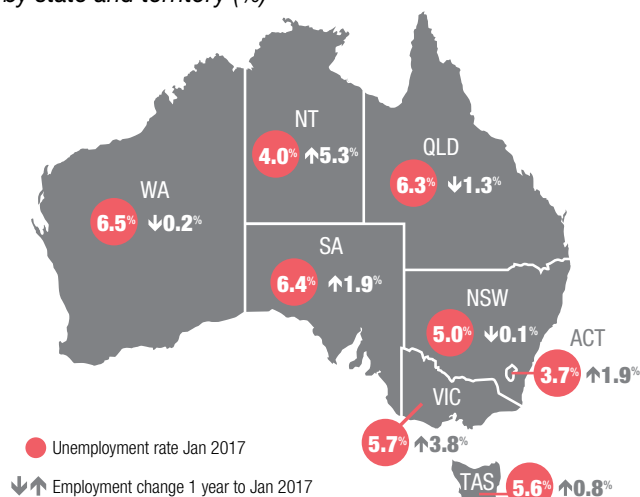 by state and territory (%)
NT
4.0% ↑5.3%
QLD
6.3% ↓1.3%
WA
6.5% ↓0.2%
SA
6.4% ↑1.9%
NSW
5.0% ↓0.1%
ACT
3.7% ↑1.9%
VIC
5.7% ↑3.8%
Unemployment rate Jan 2017
TAS
5.6% ↑0.8%
↓↑ Employment change 1 year to Jan 2017